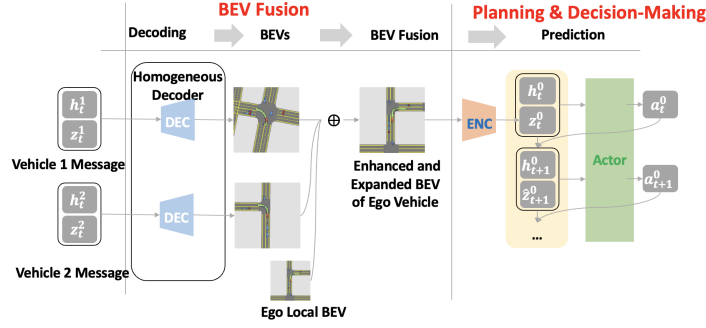 BEV Fusion
Planning & Decision-Making
Decoding
BEVs
BEV Fusion
Prediction
Homogeneous
Decoder
h_t^1
z_t^1
Vehicle 1 Message
DEC
h_t^2
z_t^2
Vehicle 2 Message
DEC
Ego Local BEV
⊕
Enhanced and
Expanded BEV
of Ego Vehicle
ENC
h_t^0
z_t^0
h_{t+1}^0
ẑ_{t+1}^0
...
Actor
a_t^0
a_{t+1}^0